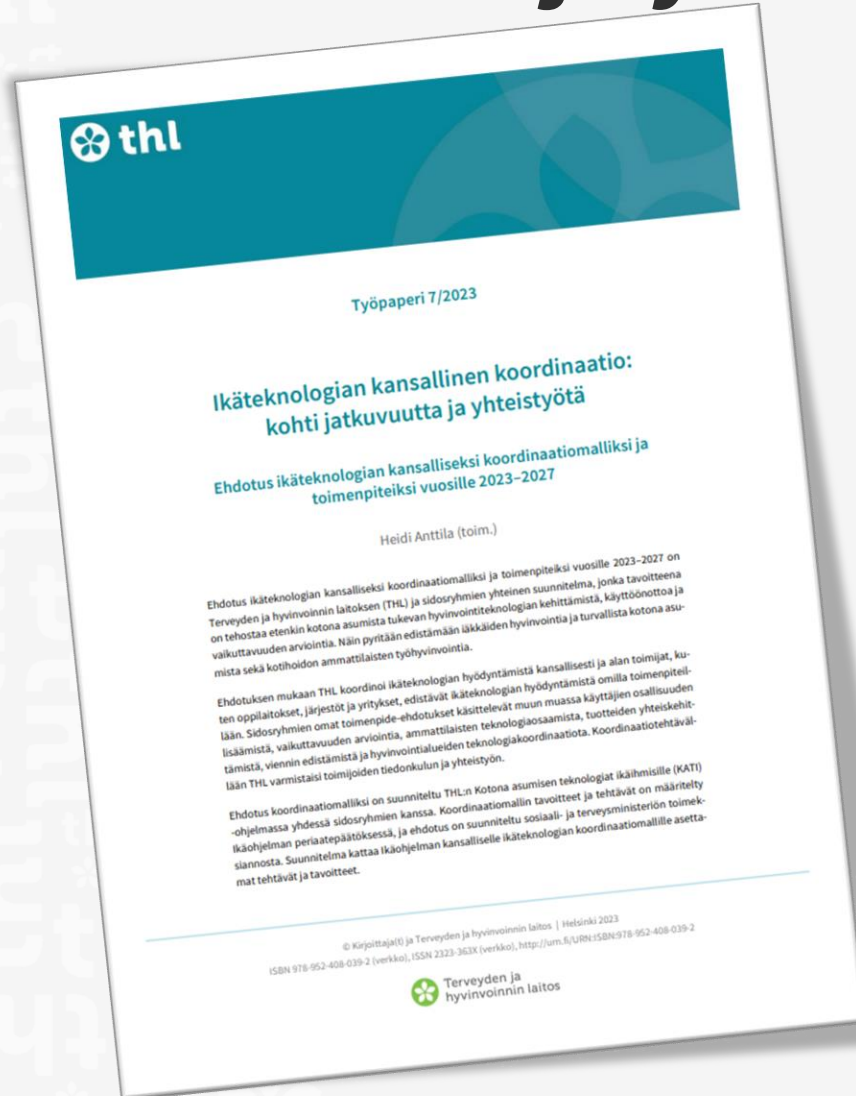 thl
Työpaperi 7/2023
Ikäteknologian kansallinen koordinaatio:
kohti jatkuvuutta ja yhteistyötä
Ehdotus ikäteknologian kansalliseksi koordinaatiomalliksi ja
toimenpiteiksi vuosille 2023–2027
Heidi Anttila (toim.)
Ehdotus ikäteknologian kansalliseksi koordinaatiomalliksi ja toimenpiteiksi vuosille 2023–2027 on
Terveyden ja hyvinvoinnin laitoksen (THL) ja sidosryhmien yhteinen suunnitelma, jonka tavoitteena
on tehostaa etenkin kotona asumista tukevan hyvinvointiteknologian kehittämistä, käyttöönottoa ja
vaikuttavuuden arviointia. Näin pyritään edistämään iäkkäiden hyvinvointia ja turvallista kotona asu-
mista sekä kotihoidon ammattilaisten työhyvinvointia.
Ehdotuksen mukaan THL koordinoi ikäteknologian hyödyntämistä kansallisesti ja alan toimijat, ku-
ten oppilaitokset, järjestöt ja yritykset, edistävät ikäteknologian hyödyntämistä omilla toimenpiteil-
lään. Sidosryhmien omat toimenpide-ehdotukset käsittelevät muun muassa käyttäjien osallisuuden
lisäämistä, vaikuttavuuden arviointia, ammattilaisten teknologiaosaamista, tuotteiden yhteiskehit-
tämistä, viennin edistämistä ja hyvinvointialueiden teknologiakoordinaatiota. Koordinaatiotehtäväl-
lään THL varmistaisi toimijoiden tiedonkulun ja yhteistyön.
Ehdotus koordinaatiomalliksi on suunniteltu THL:n Kotona asumisen teknologiat ikäihmisille (KATI)
-ohjelmassa yhdessä sidosryhmien kanssa. Koordinaatiomallin tavoitteet ja tehtävät on määritelty
Ikäohjelman periaatepäätöksessä, ja ehdotus on suunniteltu sosiaali- ja terveysministeriön toimek-
siannosta. Suunnitelma kattaa Ikäohjelman kansalliselle ikäteknologian koordinaatiomallille asetta-
mat tehtävät ja tavoitteet.
© Kirjoittaja(t) ja Terveyden ja hyvinvoinnin laitos | Helsinki 2023
ISBN 978-952-408-039-2 (verkko), ISSN 2323-363X (verkko), http://urn.fi/URN:ISBN:978-952-408-039-2
Terveyden ja
hyvinvoinnin laitos